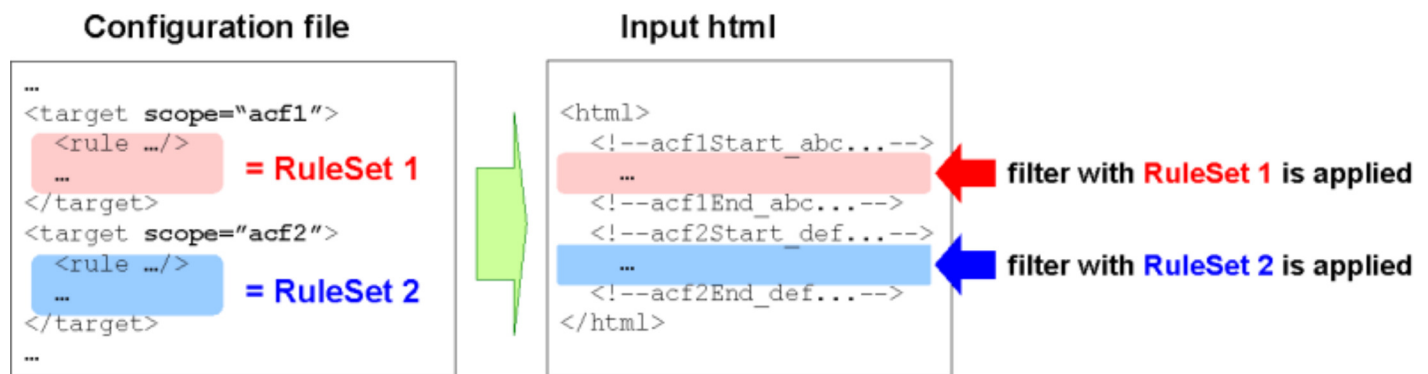 Configuration file
…
<target scope=“acf1”>
<rule …/>
…
= RuleSet 1
</target>
<target scope=”acf2”>
<rule …/>
…
= RuleSet 2
</target>
…
Input html
<html>
<!--acf1Start_abc...-->
…
<!--acf1End_abc...-->
<!--acf2Start_def...-->
…
<!--acf2End_def...-->
</html>
filter with RuleSet 1 is applied
filter with RuleSet 2 is applied